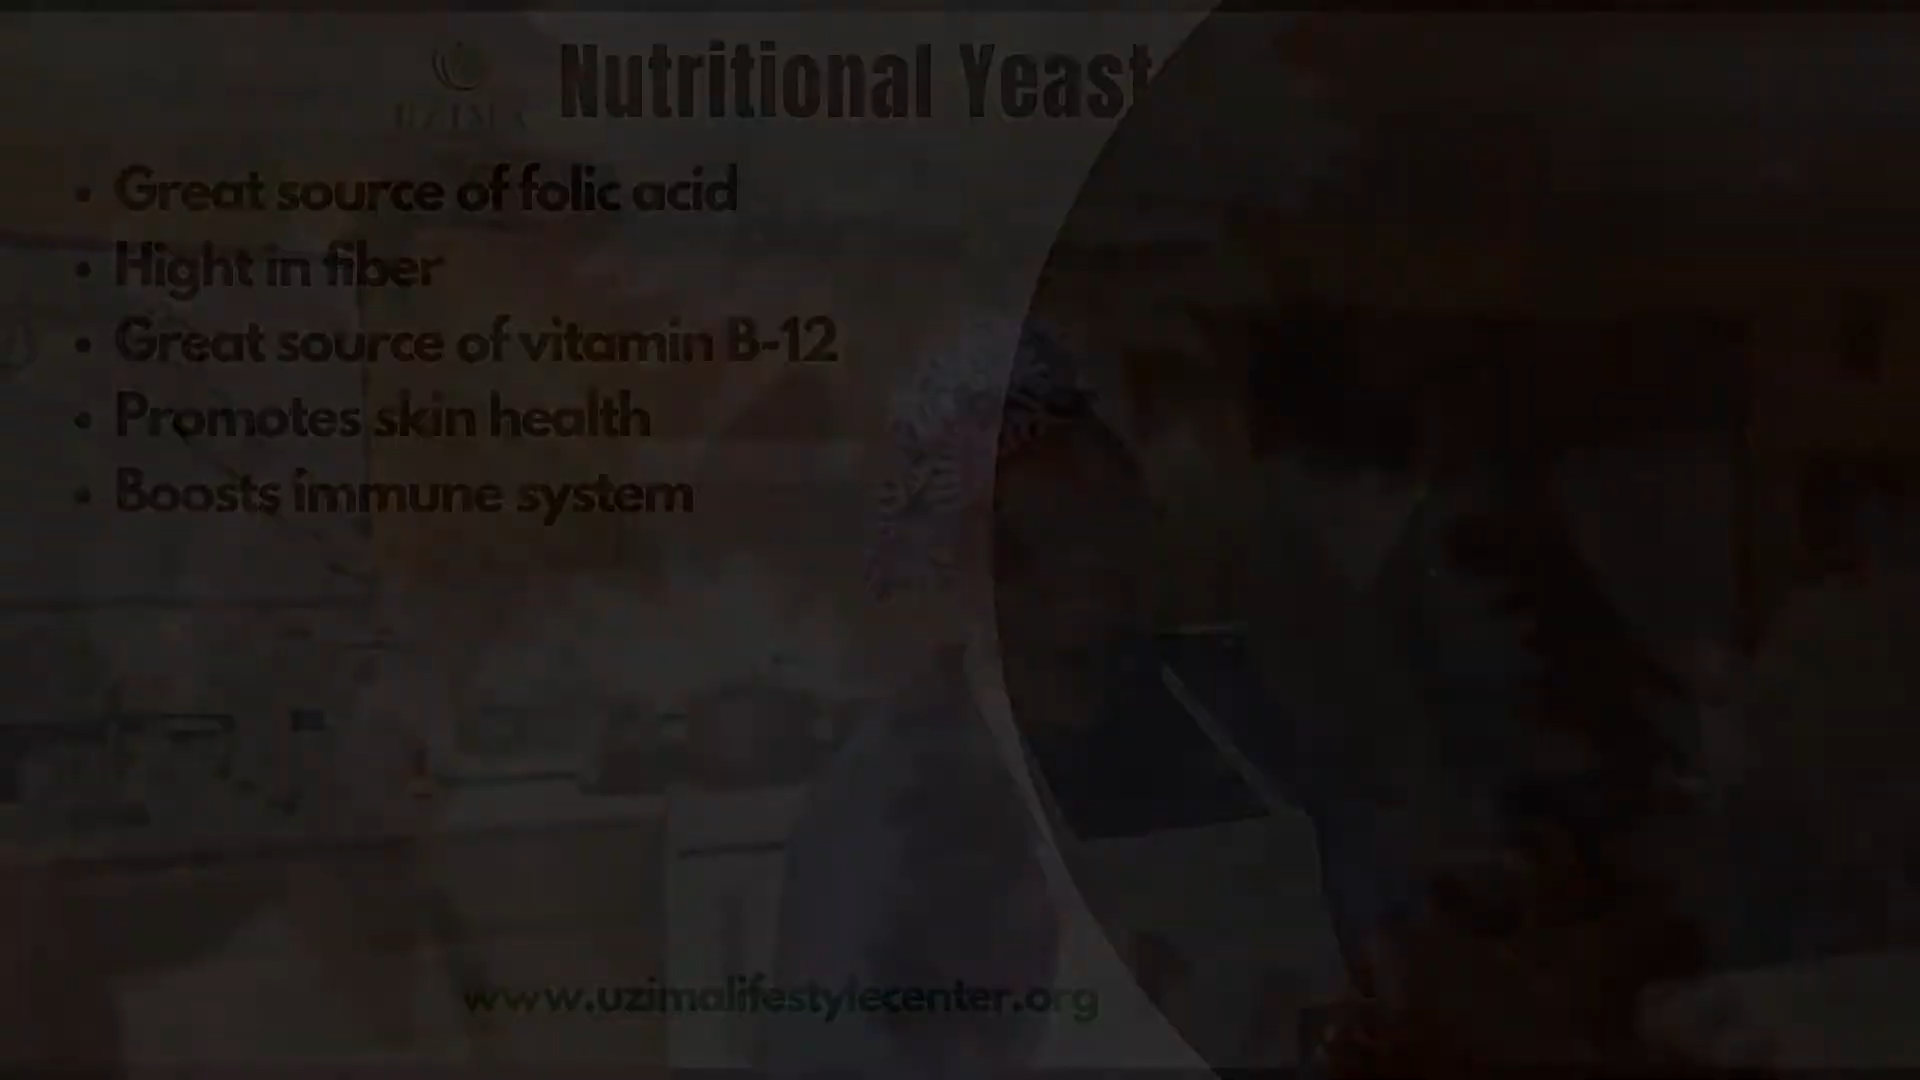 UZIMA
Nutritional Yeast
• Great source of folic acid
• Hight in fiber
• Great source of vitamin B-12
• Promotes skin health
• Boosts immune system
www.uzimalifestylecenter.org